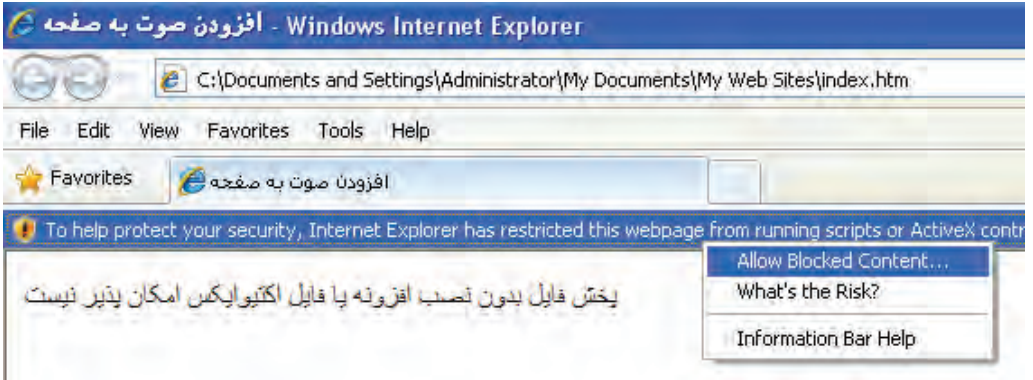 افزودن صوت به صفحه - Windows Internet Explorer
C:\Documents and Settings\Administrator\My Documents\My Web Sites\index.htm
File Edit View Favorites Tools Help
Favorites افزودن صوت به صفحه
To help protect your security, Internet Explorer has restricted this webpage from running scripts or ActiveX contr
Allow Blocked Content...
What's the Risk?
Information Bar Help
پخش فایل بدون نصب افزونه یا فایل اکتیوایکس امکان پذیر نیست